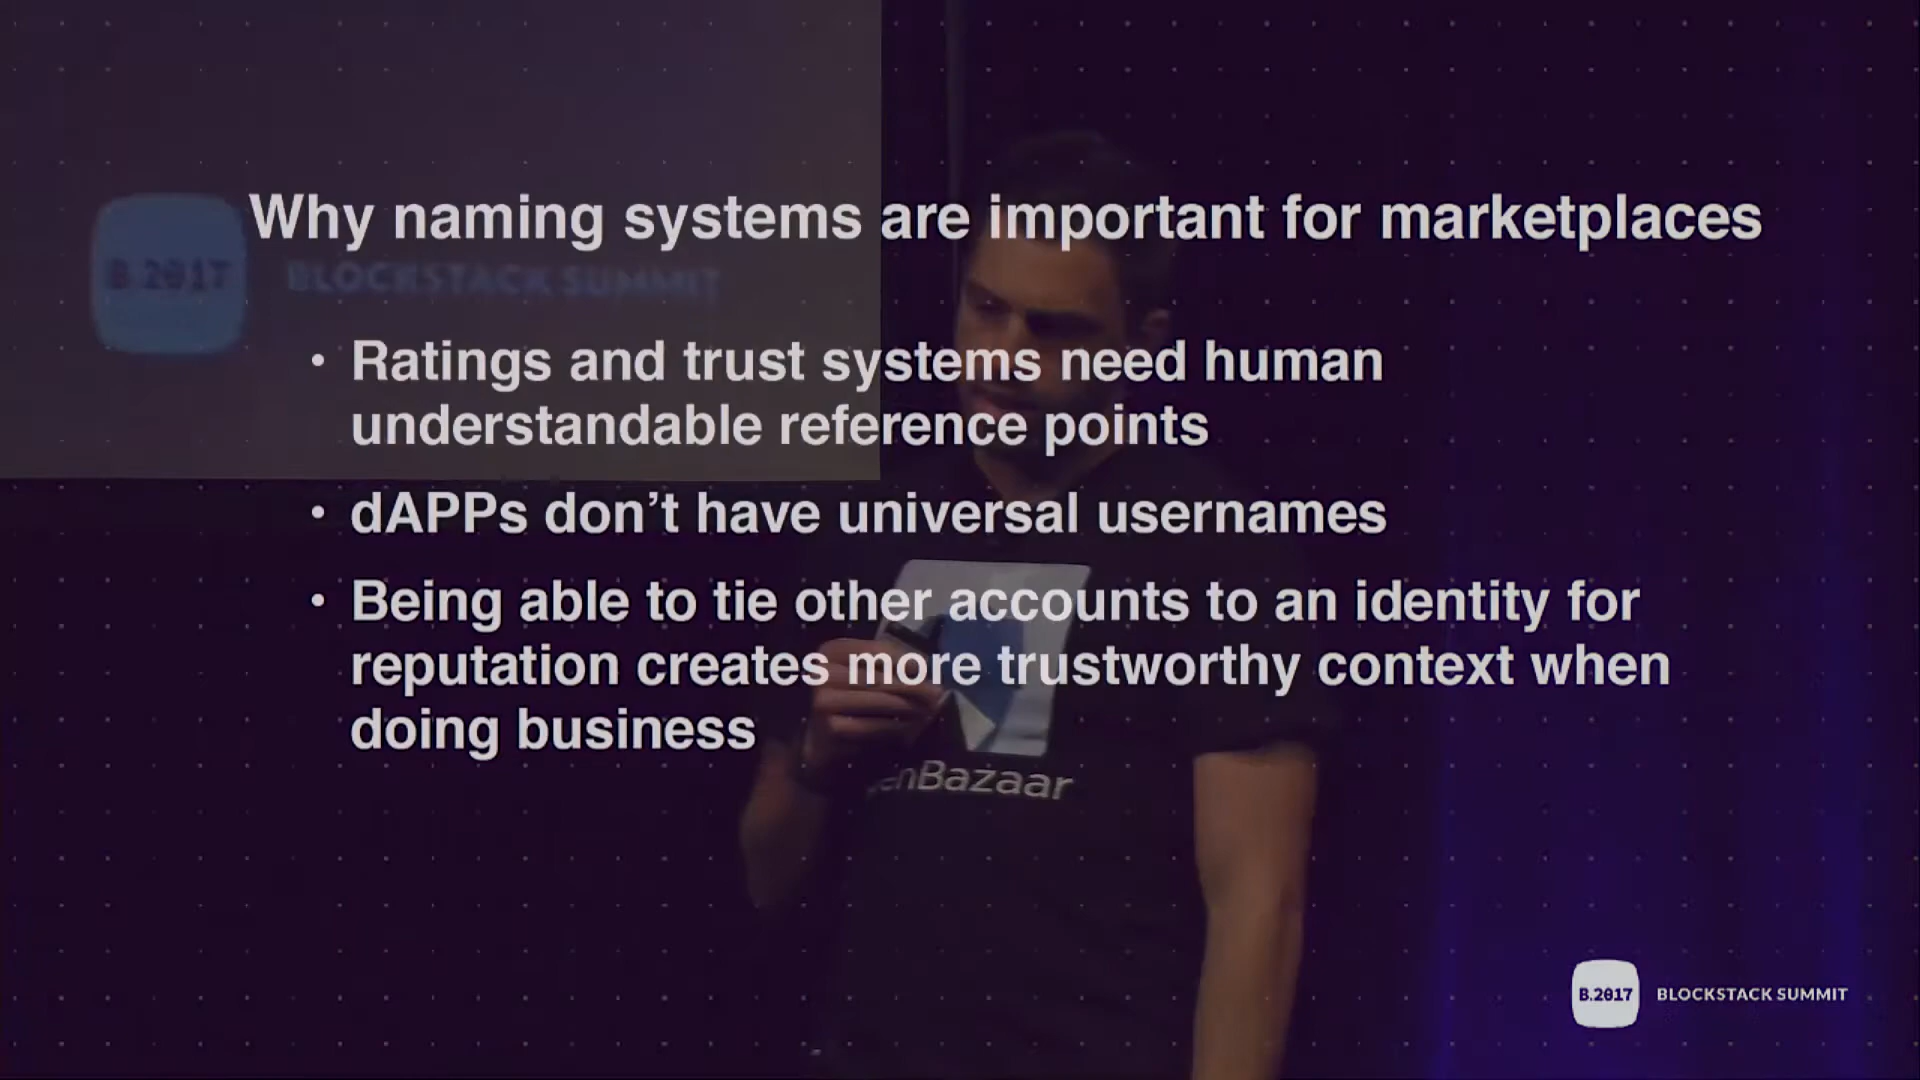 Why naming systems are important for marketplaces
B.2017
BLOCKSTACK SUMMIT
• Ratings and trust systems need human
understandable reference points
• dAPPs don’t have universal usernames
• Being able to tie other accounts to an identity for
reputation creates more trustworthy context when
doing business
enBazaar
B.2017
BLOCKSTACK SUMMIT